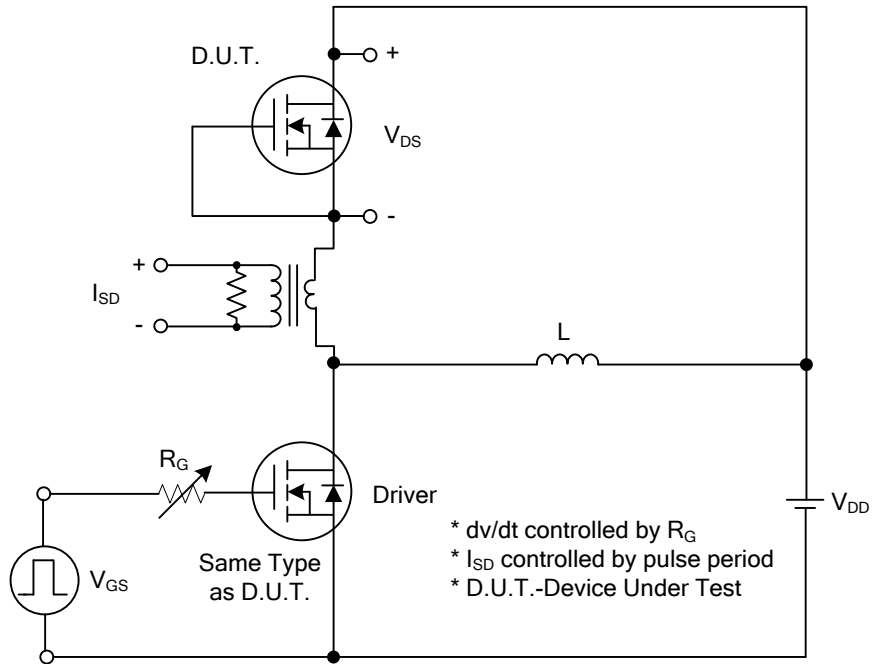 D.U.T.
+
V_DS
-
+
I_SD
-
L
R_G
Driver
V_DD
V_GS
Same Type
as D.U.T.
* dv/dt controlled by R_G
* I_SD controlled by pulse period
* D.U.T.-Device Under Test